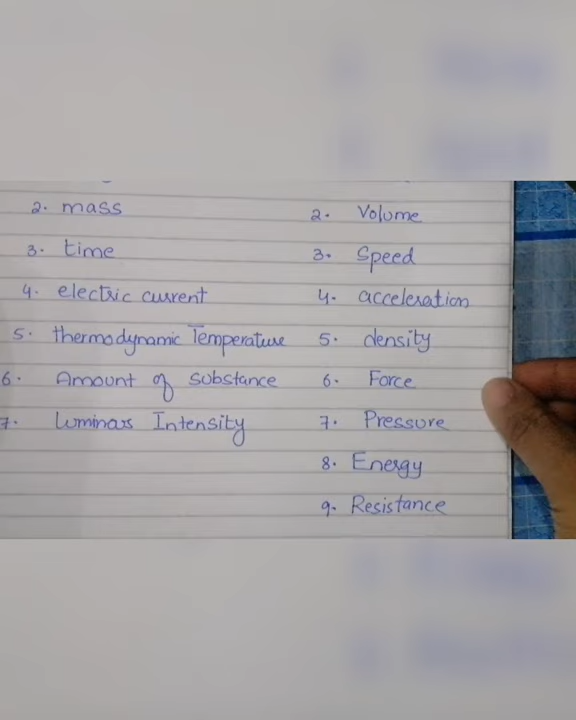 2. mass
3. time
4. electric current
5. thermodynamic Temperature
6. Amount of Substance
7. Luminous Intensity
2. Volume
3. Speed
4. acceleration
5. density
6. Force
7. Pressure
8. Energy
9. Resistance